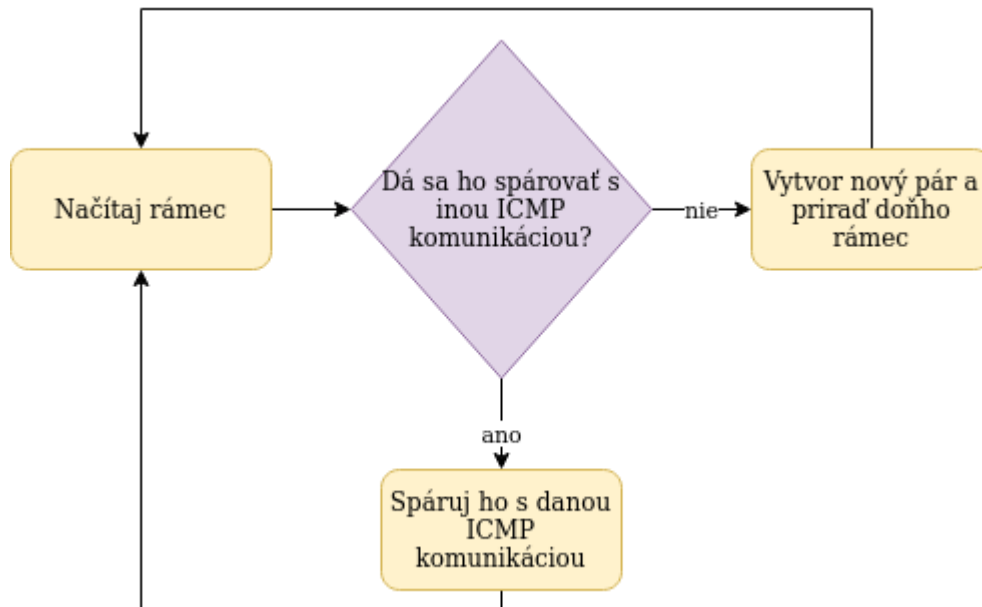 Načítaj rámec
Dá sa ho spárovať s
inou ICMP
komunikáciou?
nie
Vytvor nový pár a
priraď doňho
rámec
ano
Spáruj ho s danou
ICMP
komunikáciou